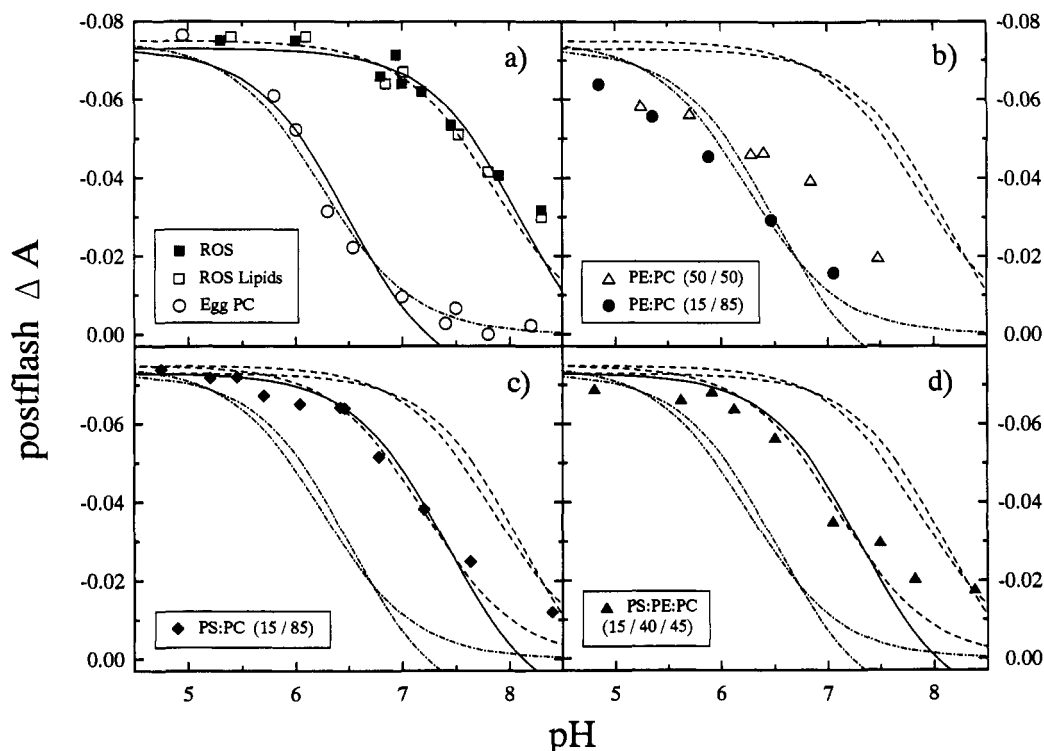 -0.08
-0.06
-0.04
-0.02
0.00
a)
ROS
ROS Lipids
Egg PC
b)
PE:PC (50 / 50)
PE:PC (15 / 85)
-0.08
-0.06
-0.04
-0.02
0.00
postflash Δ A
-0.06
-0.04
-0.02
0.00
c)
PS:PC (15 / 85)
d)
PS:PE:PC
(15 / 40 / 45)
-0.06
-0.04
-0.02
0.00
5 6 7 8
5 6 7 8
pH